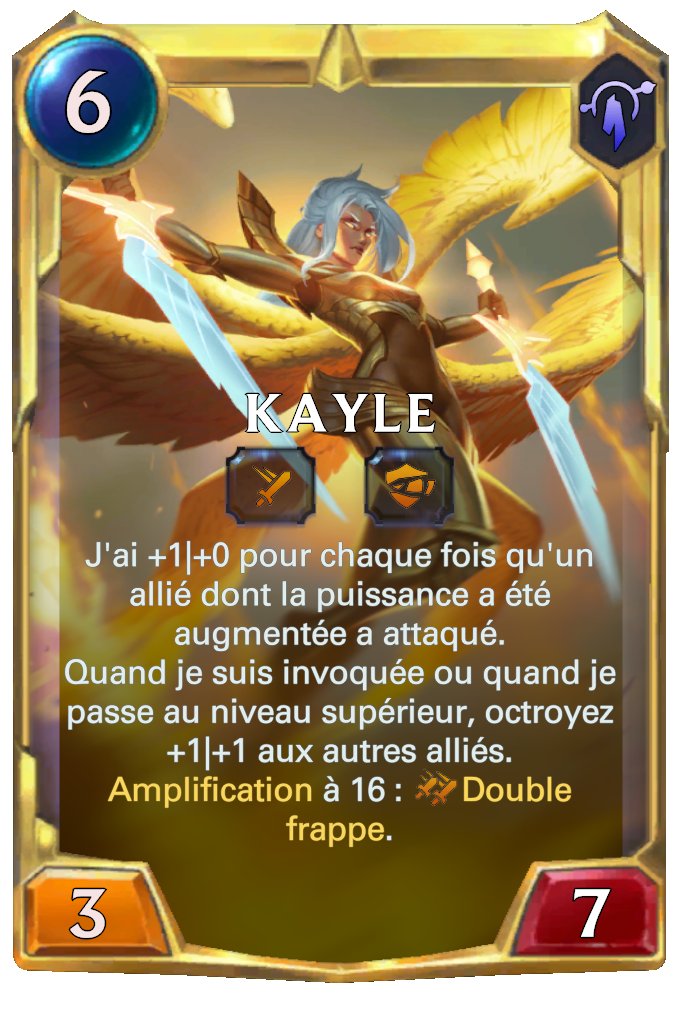 6
KAYLE
J'ai +1|+0 pour chaque fois qu'un
allié dont la puissance a été
augmentée a attaqué.
Quand je suis invoquée ou quand je
passe au niveau supérieur, octroyez
+1|+1 aux autres alliés.
Amplification à 16 : Double
frappe.
3
7